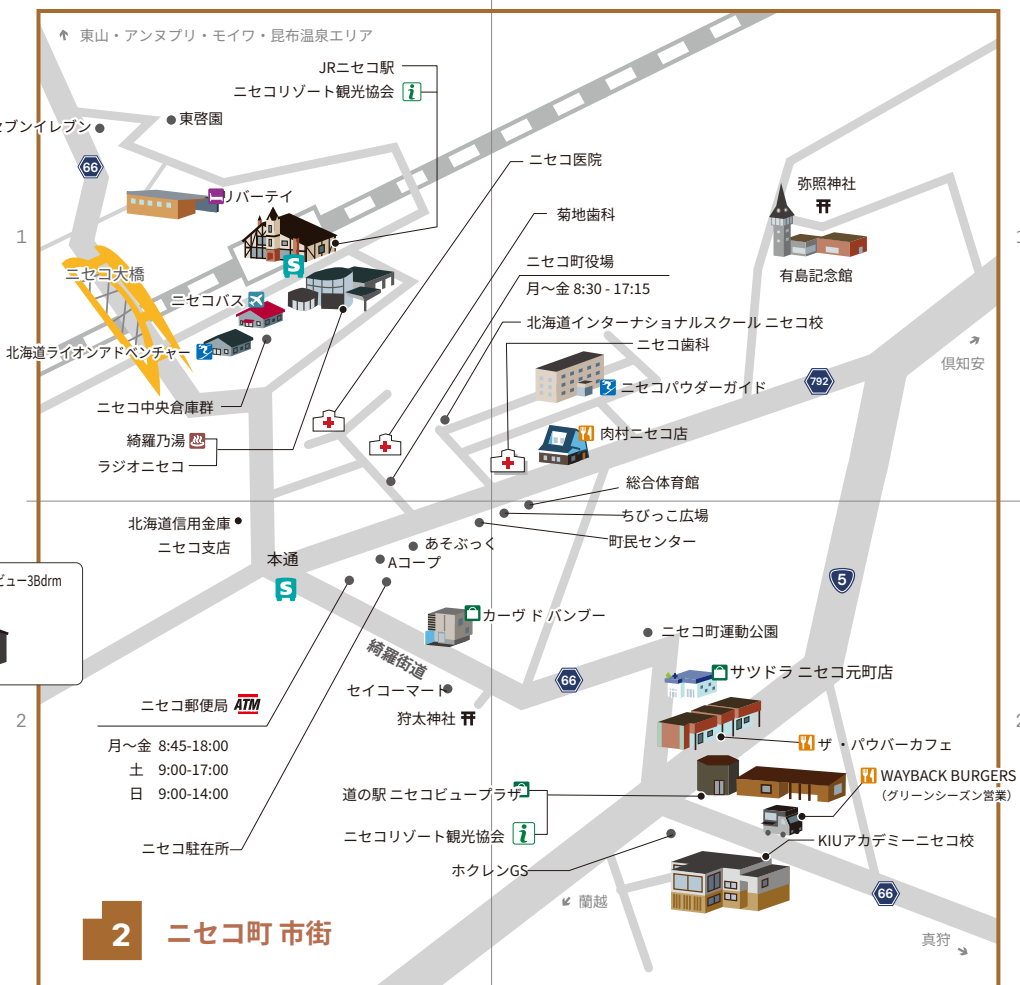 東山・アンヌプリ・モイワ・昆布温泉エリア
JRニセコ駅
ニセコリゾート観光協会
i
セブンイレブン
東啓園
66
ニセコ医院
リバーテイ
弥照神社
菊地歯科
1
1
S
ニセコ大橋
ニセコ町役場
有島記念館
月〜金 8:30 - 17:15
ニセコバス
北海道インターナショナルスクール ニセコ校
ニセコ歯科
北海道ライオンアドベンチャー
倶知安
792
ニセコパウダーガイド
ニセコ中央倉庫群
綺羅乃湯
肉村ニセコ店
ラジオニセコ
総合体育館
ちびっこ広場
北海道信用金庫
ニセコ支店
あそぶっく
町民センター
本通
Aコープ
S
ビュー3Bdrm
5
カーヴ ド バンブー
ニセコ町運動公園
綺羅街道
66
サツドラ ニセコ元町店
セイコーマート
ニセコ郵便局
ATM
狩太神社
2
2
月〜金 8:45-18:00
土 9:00-17:00
日 9:00-14:00
ザ・パウバーカフェ
WAYBACK BURGERS
（グリーンシーズン営業）
道の駅 ニセコビュープラザ
ニセコリゾート観光協会
i
KIUアカデミーニセコ校
ニセコ駐在所
ホクレンGS
66
蘭越
2
ニセコ町 市街
真狩